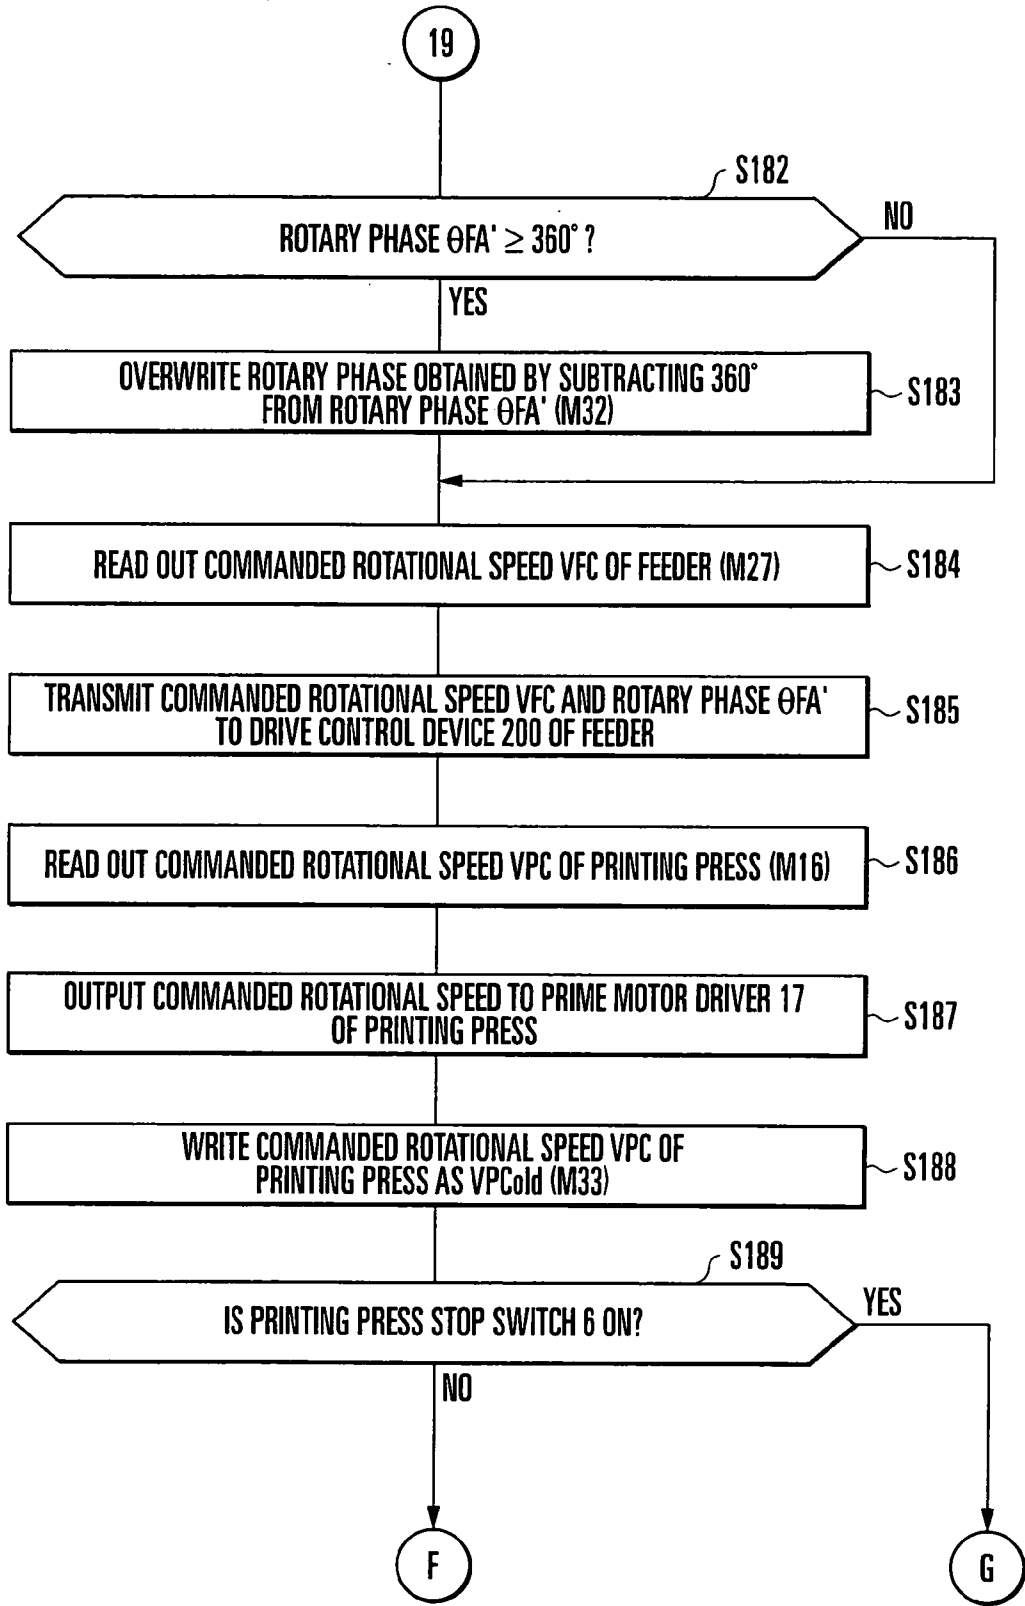 19
S182
ROTARY PHASE θFA' ≥ 360° ?
NO
YES
OVERWRITE ROTARY PHASE OBTAINED BY SUBTRACTING 360°
FROM ROTARY PHASE θFA' (M32)
S183
READ OUT COMMANDED ROTATIONAL SPEED VFC OF FEEDER (M27)
S184
TRANSMIT COMMANDED ROTATIONAL SPEED VFC AND ROTARY PHASE θFA'
TO DRIVE CONTROL DEVICE 200 OF FEEDER
S185
READ OUT COMMANDED ROTATIONAL SPEED VPC OF PRINTING PRESS (M16)
S186
OUTPUT COMMANDED ROTATIONAL SPEED TO PRIME MOTOR DRIVER 17
OF PRINTING PRESS
S187
WRITE COMMANDED ROTATIONAL SPEED VPC OF
PRINTING PRESS AS VPCold (M33)
S188
S189
IS PRINTING PRESS STOP SWITCH 6 ON?
YES
NO
F
G